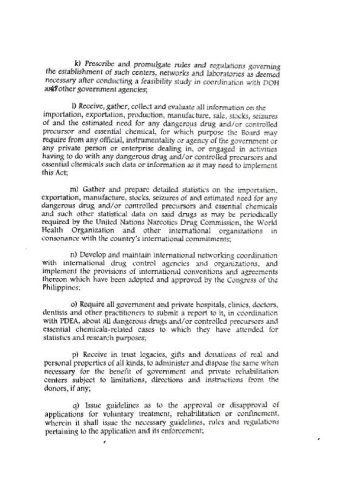 k) Prescribe and promulgate rules and regulations governing
the establishment of such centers, networks and laboratories as deemed
necessary after conducting a feasibility study in coordination with DOH
and other government agencies;
l) Receive, gather, collect and evaluate all information on the
importation, exportation, production, manufacture, sale, stocks, seizures
of and the estimated need for any dangerous drug and/or controlled
precursor and essential chemical, for which purpose the Board may
require from any official, instrumentality or agency of the government or
any private person or enterprise dealing in, or engaged in activities
having to do with any dangerous drug and/or controlled precursors and
essential chemicals such data or information as it may need to implement
this Act;
m) Gather and prepare detailed statistics on the importation,
exportation, manufacture, stocks, seizures of and estimated need for any
dangerous drug and/or controlled precursors and essential chemicals
and such other statistical data on said drugs as may be periodically
required by the United Nations Narcotics Drug Commission, the World
Health Organization and other international organizations in
consonance with the country's international commitments;
n) Develop and maintain international networking coordination
with international drug control agencies and organizations, and
implement the provisions of international conventions and agreements
thereon which have been adopted and approved by the Congress of the
Philippines;
o) Require all government and private hospitals, clinics, doctors,
dentists and other practitioners to submit a report to it, in coordination
with PDEA, about all dangerous drugs and/or controlled precursors and
essential chemicals-related cases to which they have attended for
statistics and research purposes;
p) Receive in trust legacies, gifts and donations of real and
personal properties of all kinds, to administer and dispose the same when
necessary for the benefit of government and private rehabilitation
centers subject to limitations, directions and instructions from the
donors, if any;
q) Issue guidelines as to the approval or disapproval of
applications for voluntary treatment, rehabilitation or confinement,
wherein it shall issue the necessary guidelines, rules and regulations
pertaining to the application and its enforcement;